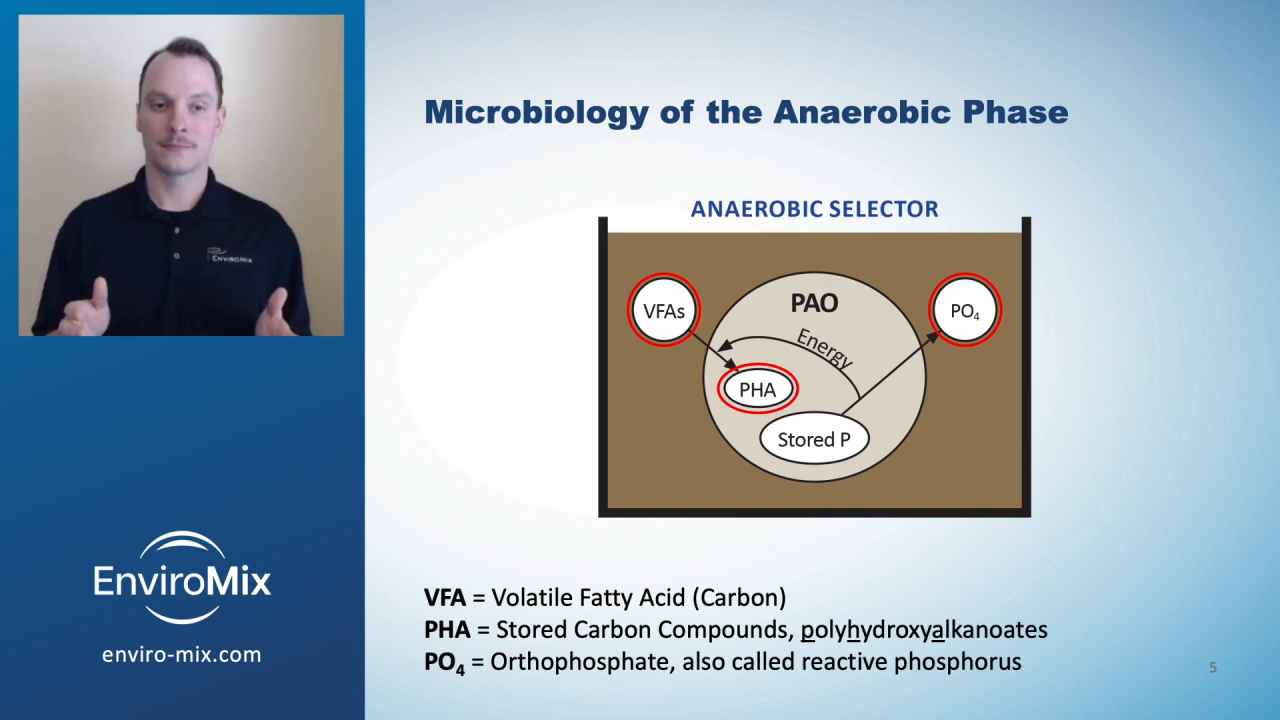 Microbiology of the Anaerobic Phase
ANAEROBIC SELECTOR
VFAs
PAO
PO₄
Energy
PHA
Stored P
ENVIROMIX
EnviroMix
enviro-mix.com
VFA = Volatile Fatty Acid (Carbon)
PHA = Stored Carbon Compounds, polyhydroxyalkanoates
PO₄ = Orthophosphate, also called reactive phosphorus
5